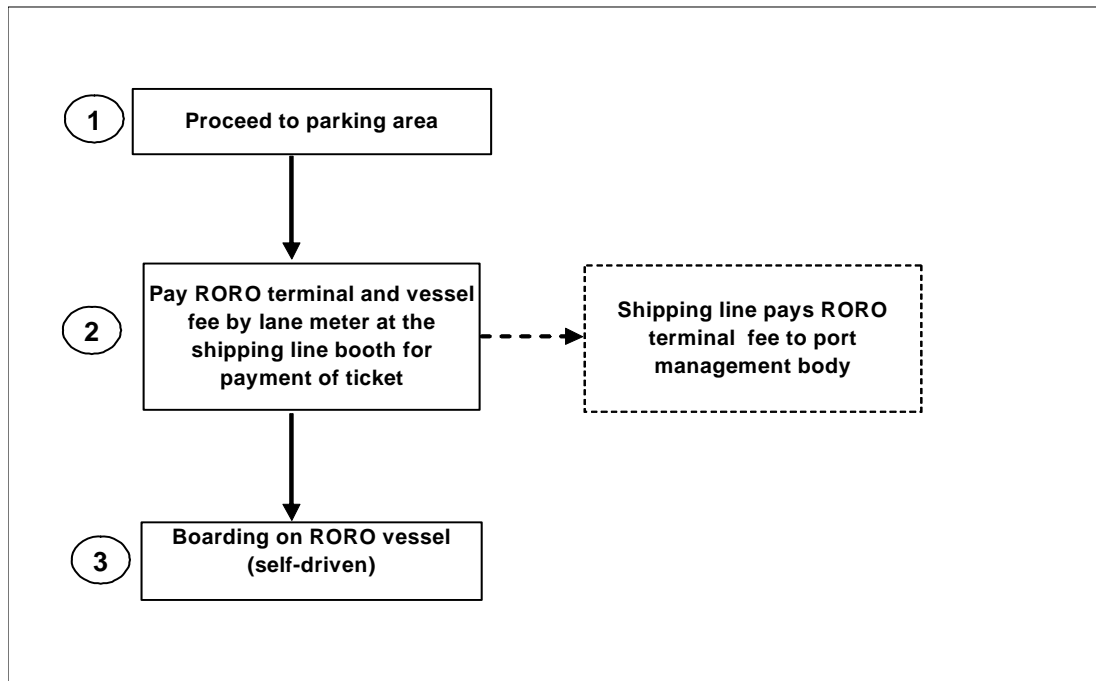 1
Proceed to parking area
2
Pay RORO terminal and vessel
fee by lane meter at the
shipping line booth for
payment of ticket
Shipping line pays RORO
terminal fee to port
management body
3
Boarding on RORO vessel
(self-driven)